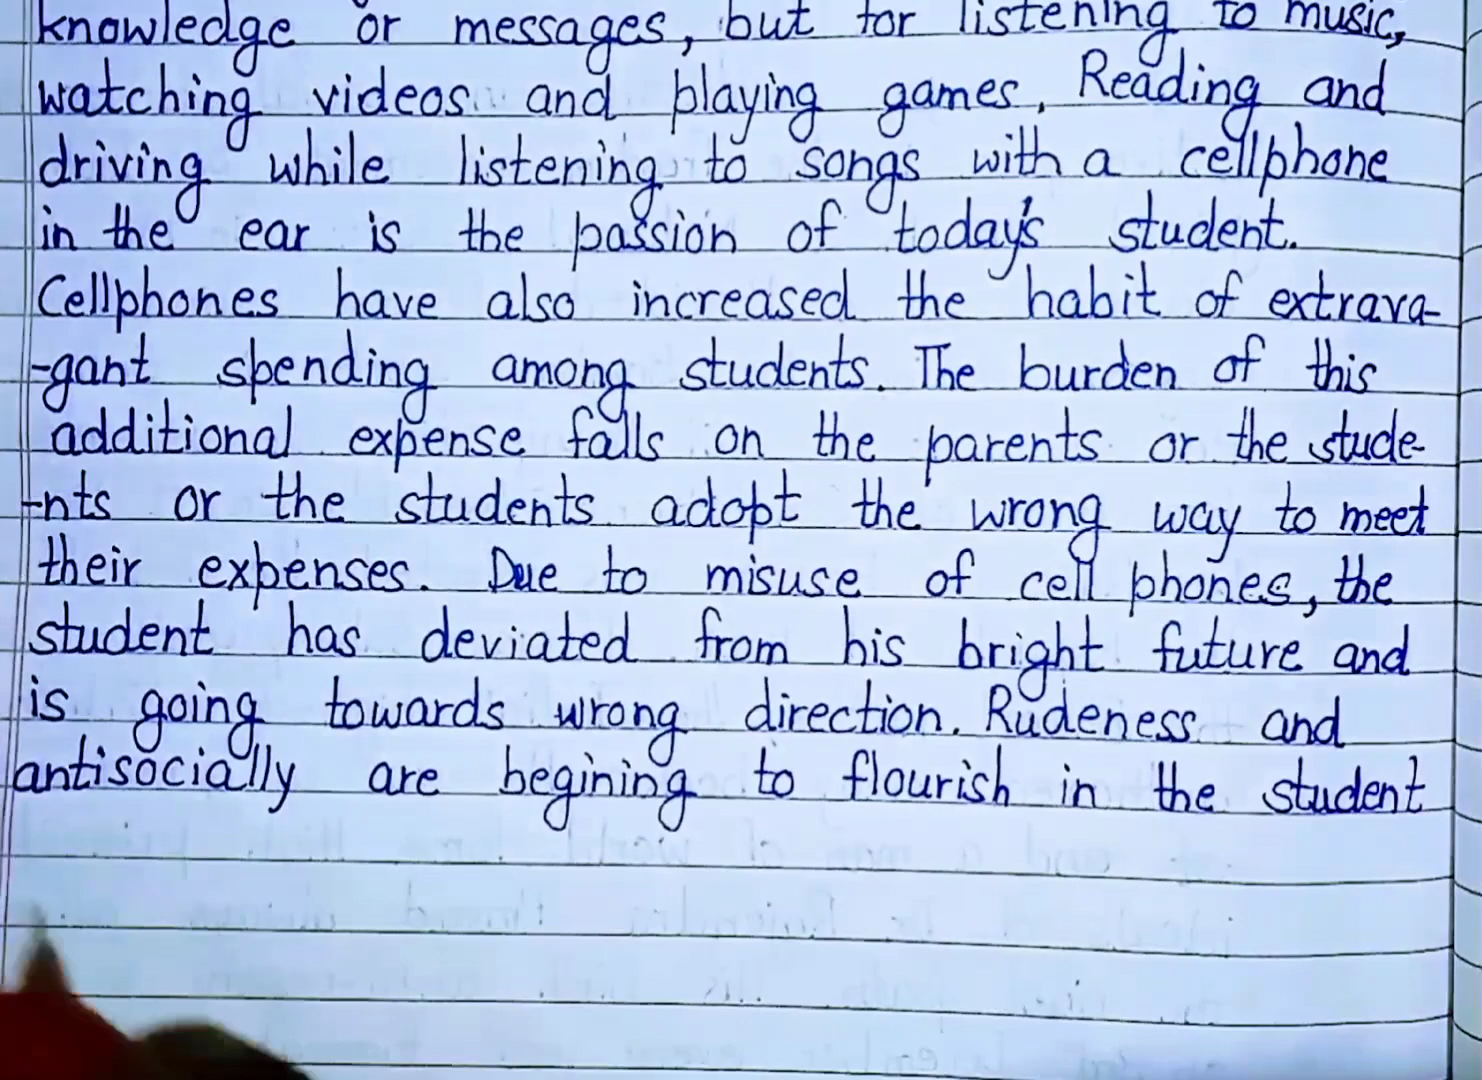 knowledge or messages, but for listening to music,
watching videos and playing games. Reading and
driving while listening to songs with a cellphone
in the ear is the passion of today's student.
Cellphones have also increased the habit of extrava-
-gant spending among students. The burden of this
additional expense falls on the parents or the stude-
-nts or the students adopt the wrong way to meet
their expenses. Due to misuse of cell phones, the
student has deviated from his bright future and
is going towards wrong direction. Rudeness and
antisocially are begining to flourish in the student